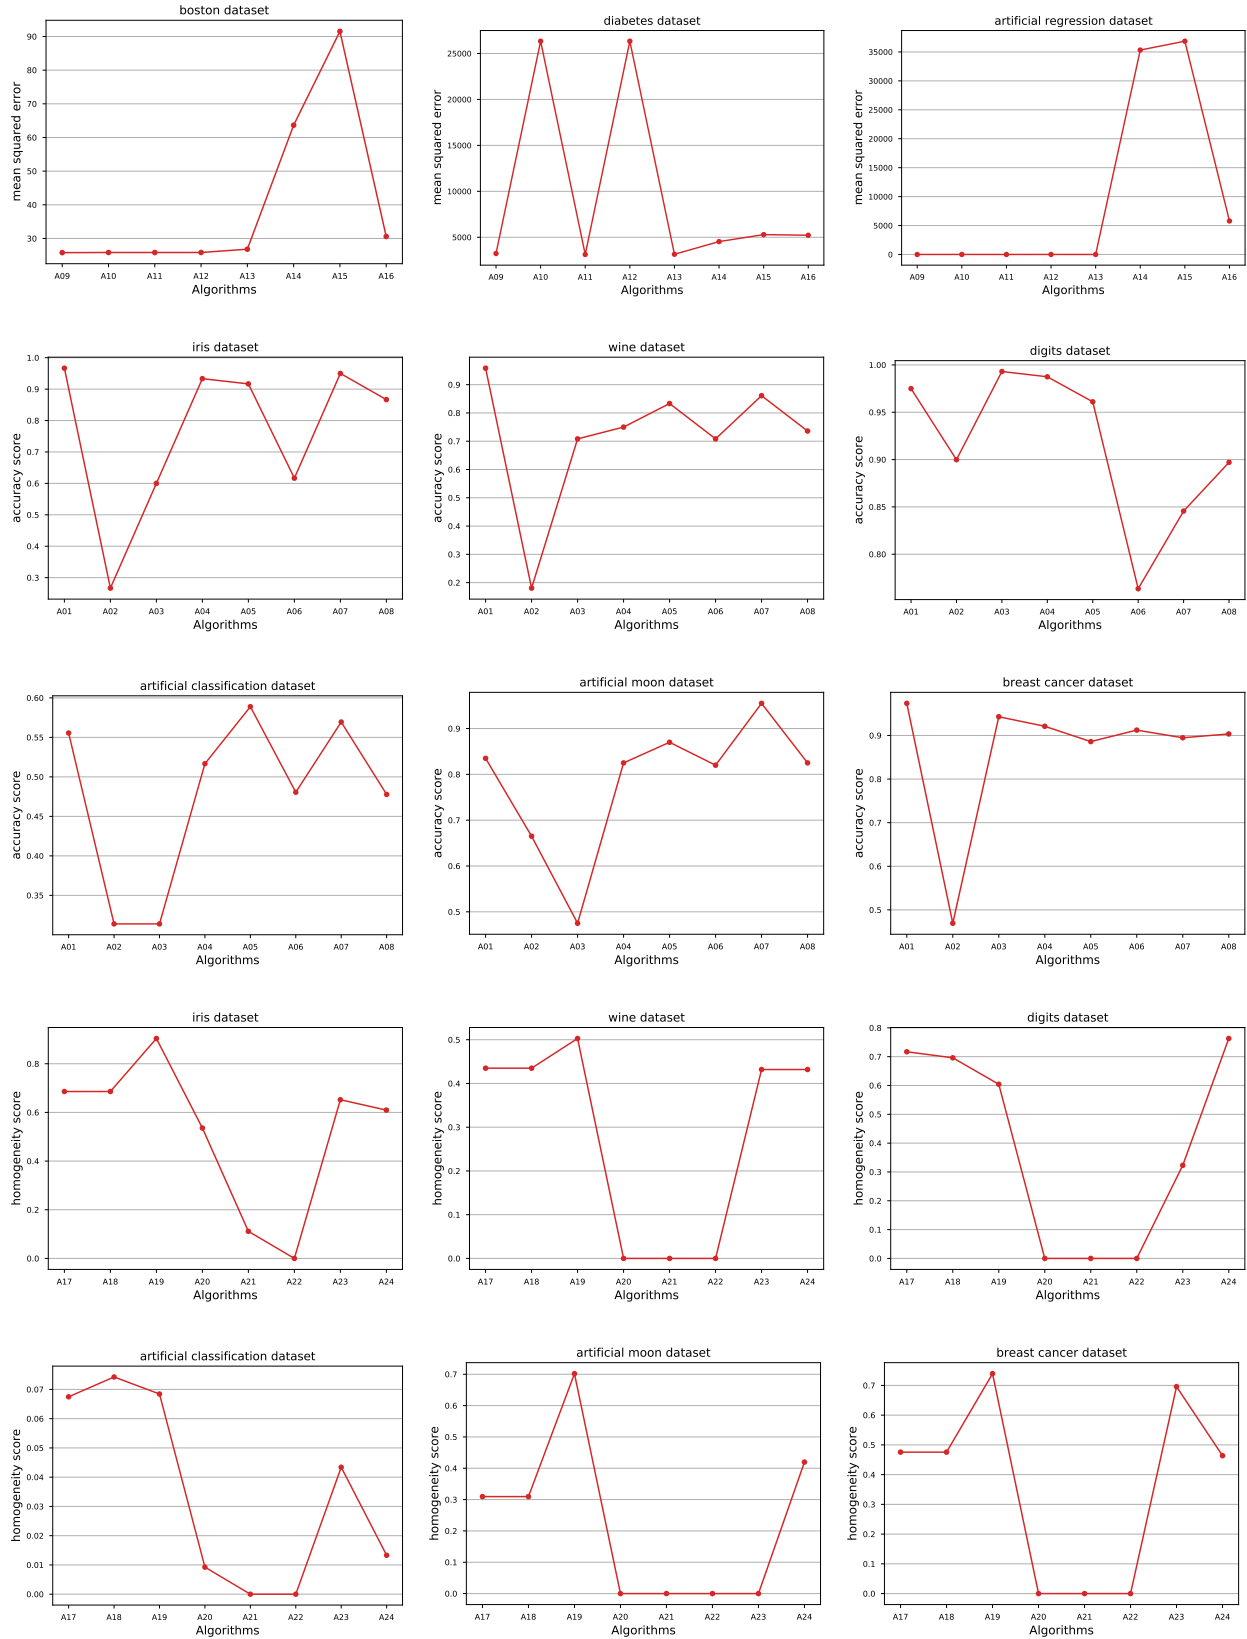 boston dataset
mean squared error
90
80
70
60
50
40
30
A09 A10 A11 A12 A13 A14 A15 A16
Algorithms
diabetes dataset
mean squared error
25000
20000
15000
10000
5000
A09 A10 A11 A12 A13 A14 A15 A16
Algorithms
artificial regression dataset
mean squared error
35000
30000
25000
20000
15000
10000
5000
0
A09 A10 A11 A12 A13 A14 A15 A16
Algorithms
iris dataset
accuracy score
1.0
0.9
0.8
0.7
0.6
0.5
0.4
0.3
A01 A02 A03 A04 A05 A06 A07 A08
Algorithms
wine dataset
accuracy score
0.9
0.8
0.7
0.6
0.5
0.4
0.3
0.2
A01 A02 A03 A04 A05 A06 A07 A08
Algorithms
digits dataset
accuracy score
1.00
0.95
0.90
0.85
0.80
A01 A02 A03 A04 A05 A06 A07 A08
Algorithms
artificial classification dataset
accuracy score
0.60
0.55
0.50
0.45
0.40
0.35
A01 A02 A03 A04 A05 A06 A07 A08
Algorithms
artificial moon dataset
accuracy score
0.9
0.8
0.7
0.6
0.5
A01 A02 A03 A04 A05 A06 A07 A08
Algorithms
breast cancer dataset
accuracy score
0.9
0.8
0.7
0.6
0.5
A01 A02 A03 A04 A05 A06 A07 A08
Algorithms
iris dataset
homogeneity score
0.8
0.6
0.4
0.2
0.0
A17 A18 A19 A20 A21 A22 A23 A24
Algorithms
wine dataset
homogeneity score
0.5
0.4
0.3
0.2
0.1
0.0
A17 A18 A19 A20 A21 A22 A23 A24
Algorithms
digits dataset
homogeneity score
0.8
0.7
0.6
0.5
0.4
0.3
0.2
0.1
0.0
A17 A18 A19 A20 A21 A22 A23 A24
Algorithms
artificial classification dataset
homogeneity score
0.07
0.06
0.05
0.04
0.03
0.02
0.01
0.00
A17 A18 A19 A20 A21 A22 A23 A24
Algorithms
artificial moon dataset
homogeneity score
0.7
0.6
0.5
0.4
0.3
0.2
0.1
0.0
A17 A18 A19 A20 A21 A22 A23 A24
Algorithms
breast cancer dataset
homogeneity score
0.7
0.6
0.5
0.4
0.3
0.2
0.1
0.0
A17 A18 A19 A20 A21 A22 A23 A24
Algorithms